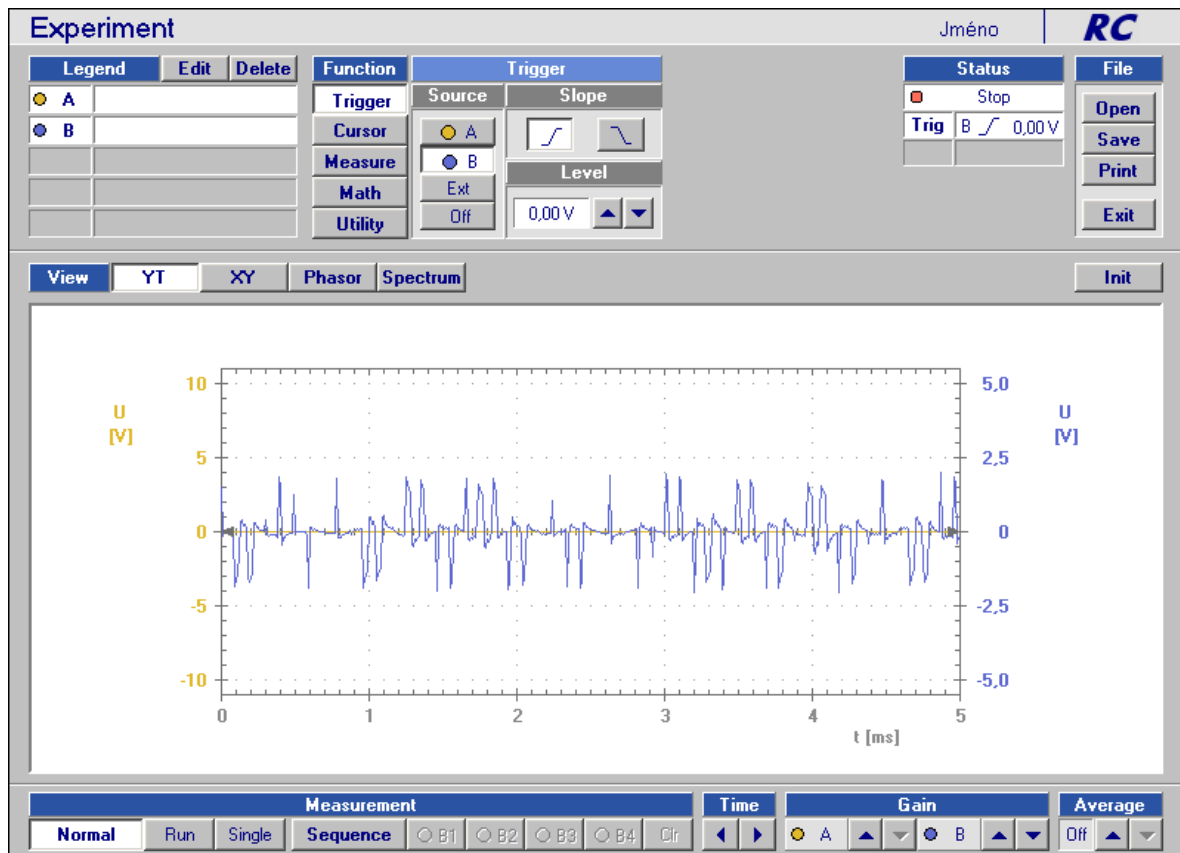 Experiment Jméno RC
Legend Edit Delete Function Trigger Status File
A Trigger Source Slope Stop Open
B Cursor A Trig B 0,00 V Save
Measure B Level Print
Math Ext
Utility Off 0,00 V Exit
View YT XY Phasor Spectrum Init
10 5,0
U U
[V] [V]
5 2,5
0 0
-5 -2,5
-10 -5,0
0 1 2 3 4 5
t [ms]
Measurement Time Gain Average
Normal Run Single Sequence B1 B2 B3 B4 Clr A B Off